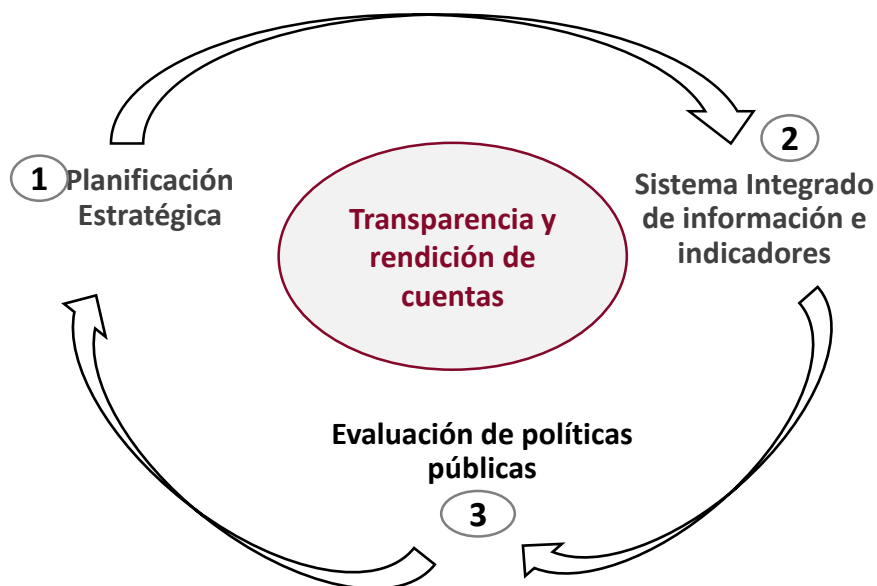 1 Planificación
Estratégica
2
Sistema Integrado
de información e
indicadores
Transparencia y
rendición de
cuentas
Evaluación de políticas
públicas
3